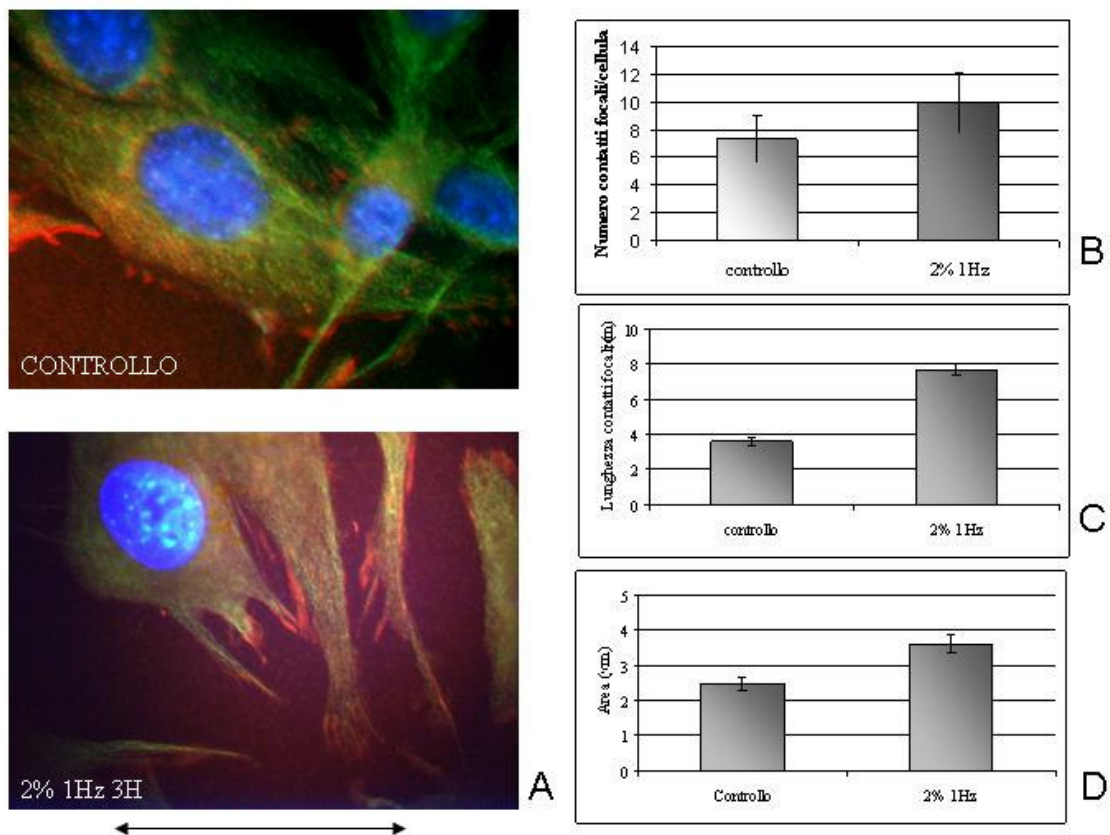 CONTROLLO
2% 1Hz 3H
A
Numero contatti focali/cellula
14
12
10
8
6
4
2
0
controllo
2% 1Hz
B
Lunghezza contatti focali
10
8
6
4
2
0
controllo
2% 1Hz
C
Area
5
4
3
2
1
0
Controllo
2% 1Hz
D